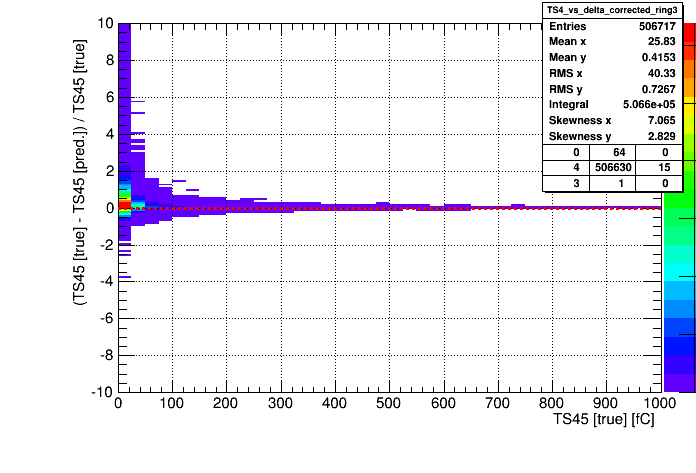 TS4_vs_delta_corrected_ring3
Entries 506717
Mean x 25.83
Mean y 0.4153
RMS x 40.33
RMS y 0.7267
Integral 5.066e+05
Skewness x 7.065
Skewness y 2.829
0 64 0
4 506630 15
3 1 0
(TS45 [true] - TS45 [pred.]) / TS45 [true]
10
8
6
4
2
0
-2
-4
-6
-8
-10
0 100 200 300 400 500 600 700 800 900 1000
TS45 [true] [fC]